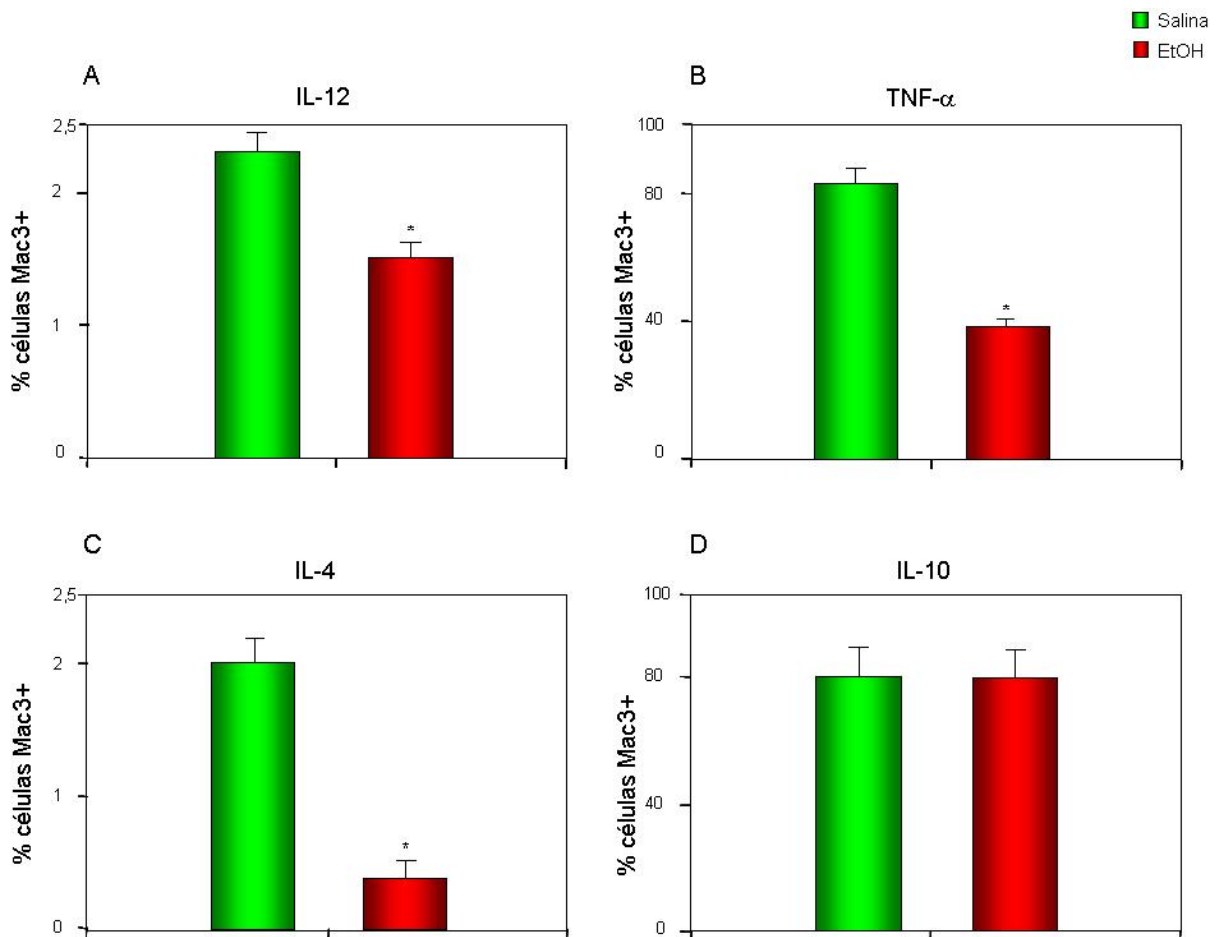 Salina
EtOH
A
IL-12
% células Mac3+
2,5
2
1
0
*
B
TNF-α
% células Mac3+
100
80
40
0
*
C
IL-4
% células Mac3+
2,5
2
1
0
*
D
IL-10
% células Mac3+
100
80
40
0